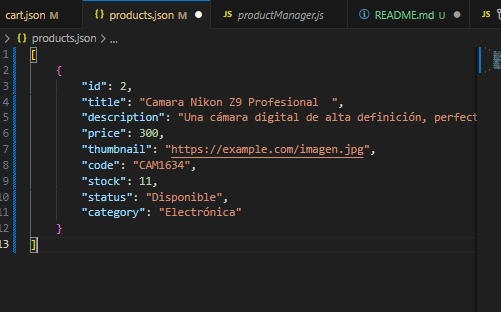 cart.json M
products.json M
JS productManager.js
README.md U
JS
products.json > ...
1 [
2 {
3 "id": 2,
4 "title": "Camara Nikon Z9 Profesional  ",
5 "description": "Una cámara digital de alta definición, perfect
6 "price": 300,
7 "thumbnail": "https://example.com/imagen.jpg",
8 "code": "CAM1634",
9 "stock": 11,
10 "status": "Disponible",
11 "category": "Electrónica"
12 }
13 ]